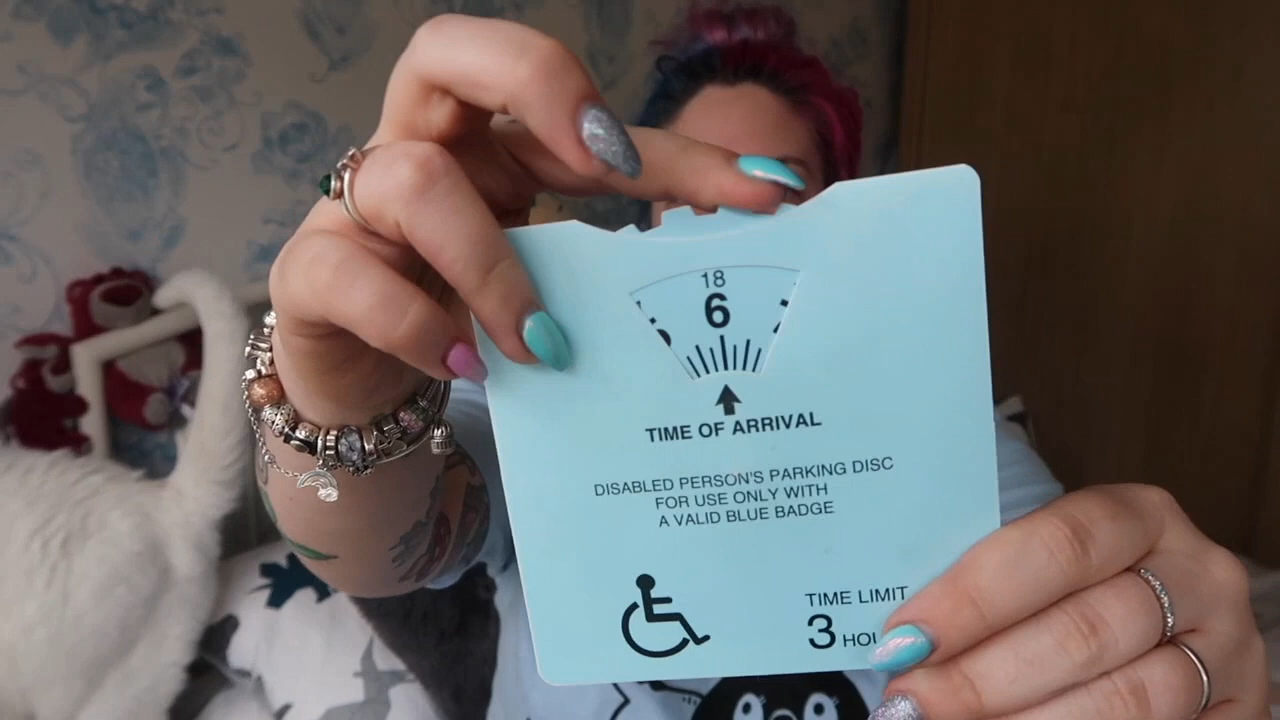 18
6
TIME OF ARRIVAL
DISABLED PERSON'S PARKING DISC
FOR USE ONLY WITH
A VALID BLUE BADGE
TIME LIMIT
3